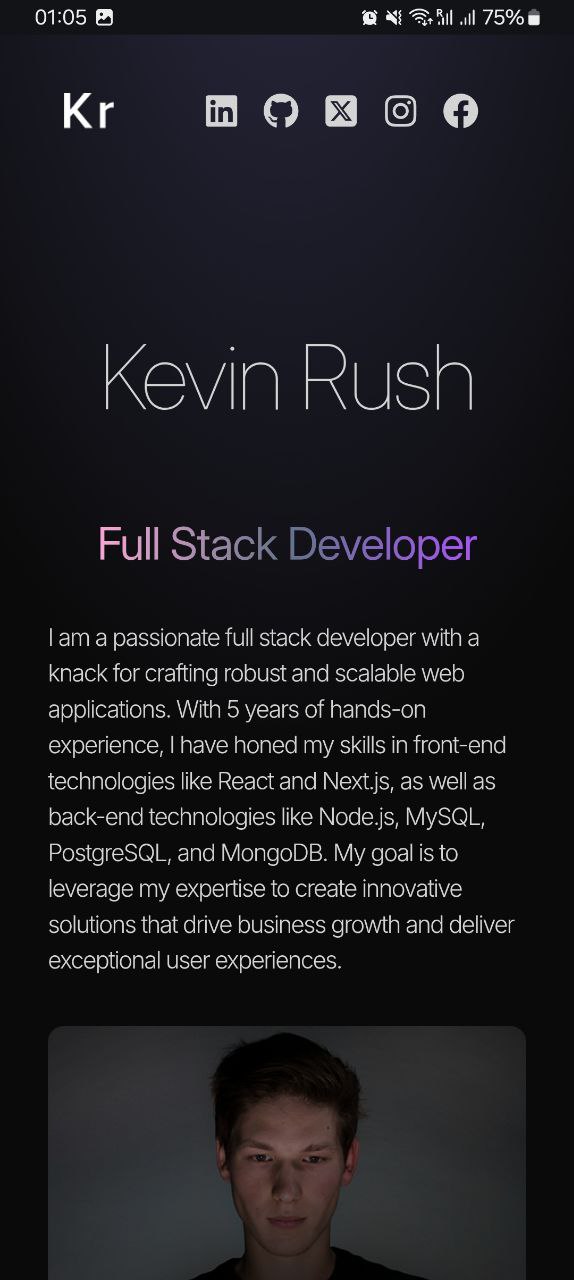 01:05 R 75%
Kr in X
Kevin Rush
Full Stack Developer
I am a passionate full stack developer with a
knack for crafting robust and scalable web
applications. With 5 years of hands-on
experience, I have honed my skills in front-end
technologies like React and Next.js, as well as
back-end technologies like Node.js, MySQL,
PostgreSQL, and MongoDB. My goal is to
leverage my expertise to create innovative
solutions that drive business growth and deliver
exceptional user experiences.